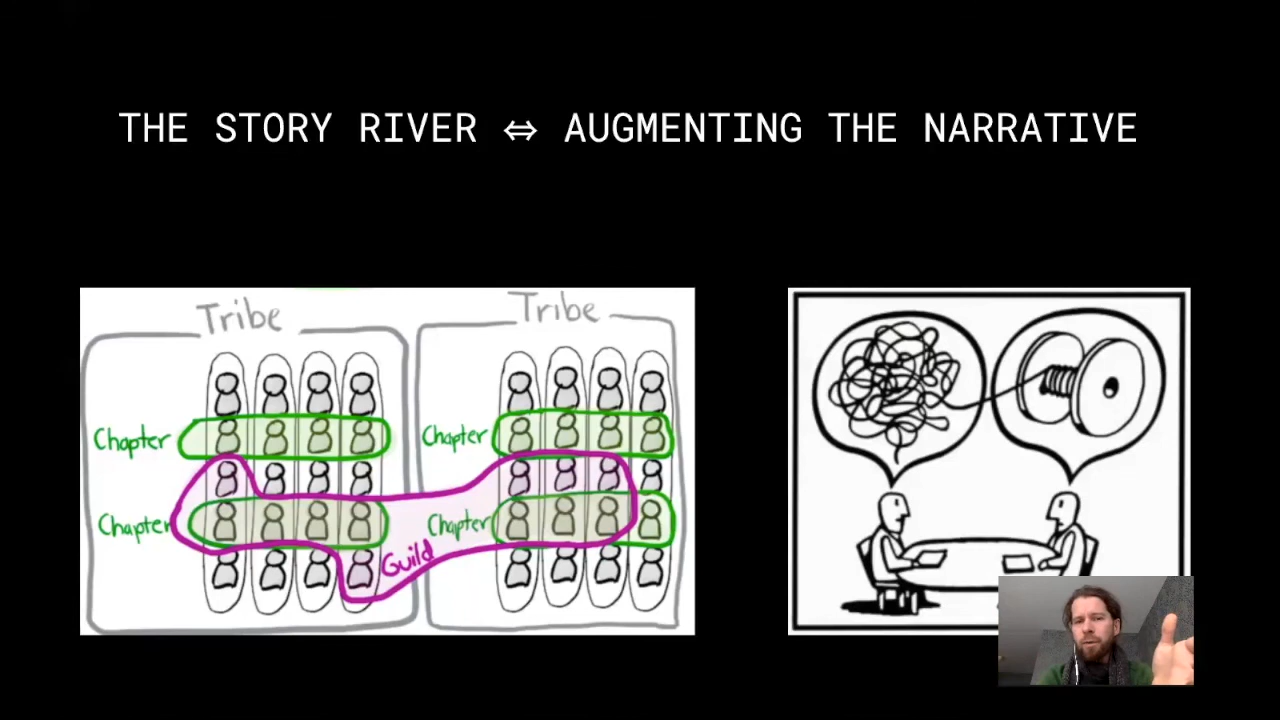 THE STORY RIVER ⇔ AUGMENTING THE NARRATIVE
Tribe
Tribe
Chapter
Chapter
Chapter
Chapter
Guild